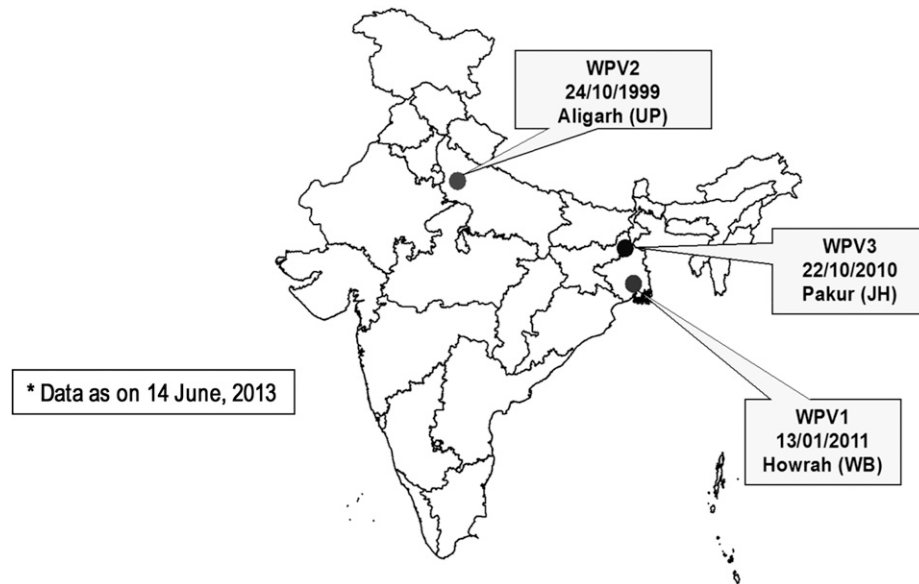 WPV2
24/10/1999
Aligarh (UP)
WPV3
22/10/2010
Pakur (JH)
* Data as on 14 June, 2013
WPV1
13/01/2011
Howrah (WB)